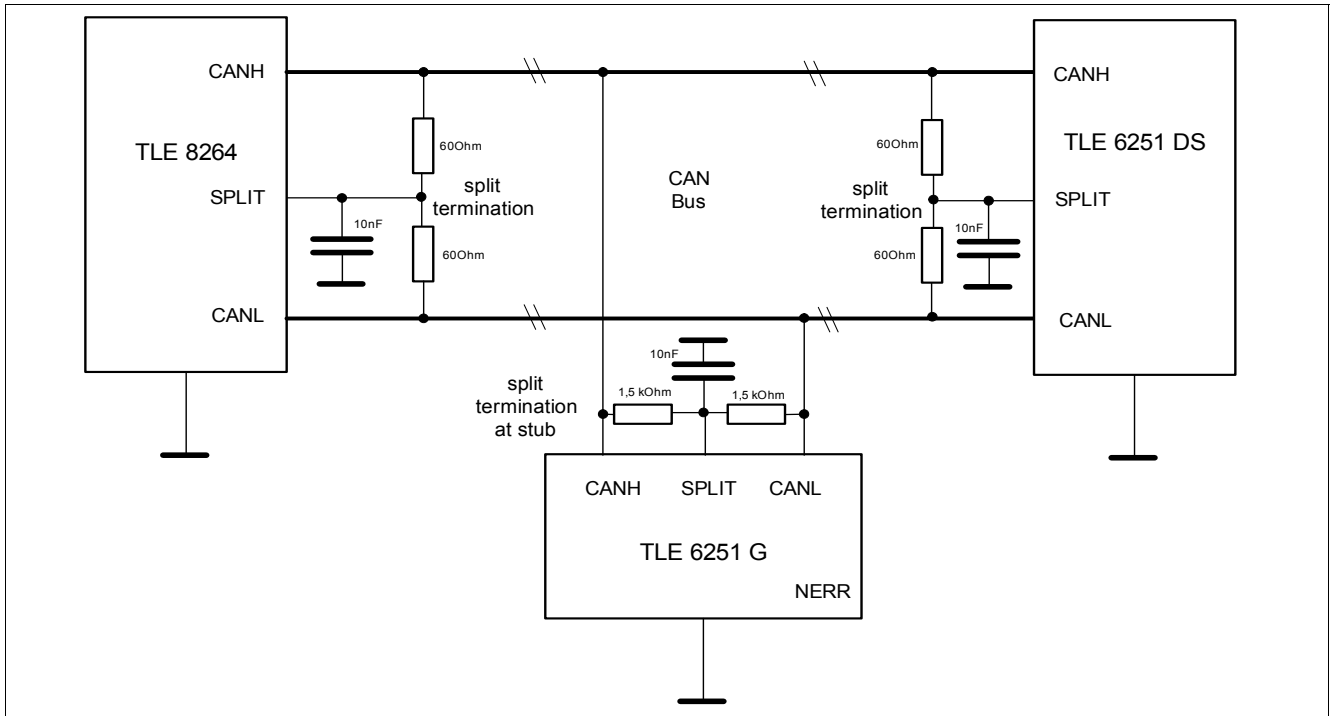 TLE 8264
CANH
SPLIT
CANL
60Ohm
60Ohm
10nF
split
termination
CAN
Bus
split
termination
60Ohm
60Ohm
10nF
TLE 6251 DS
CANH
SPLIT
CANL
split
termination
at stub
10nF
1,5 kOhm
1,5 kOhm
CANH SPLIT CANL
TLE 6251 G
NERR